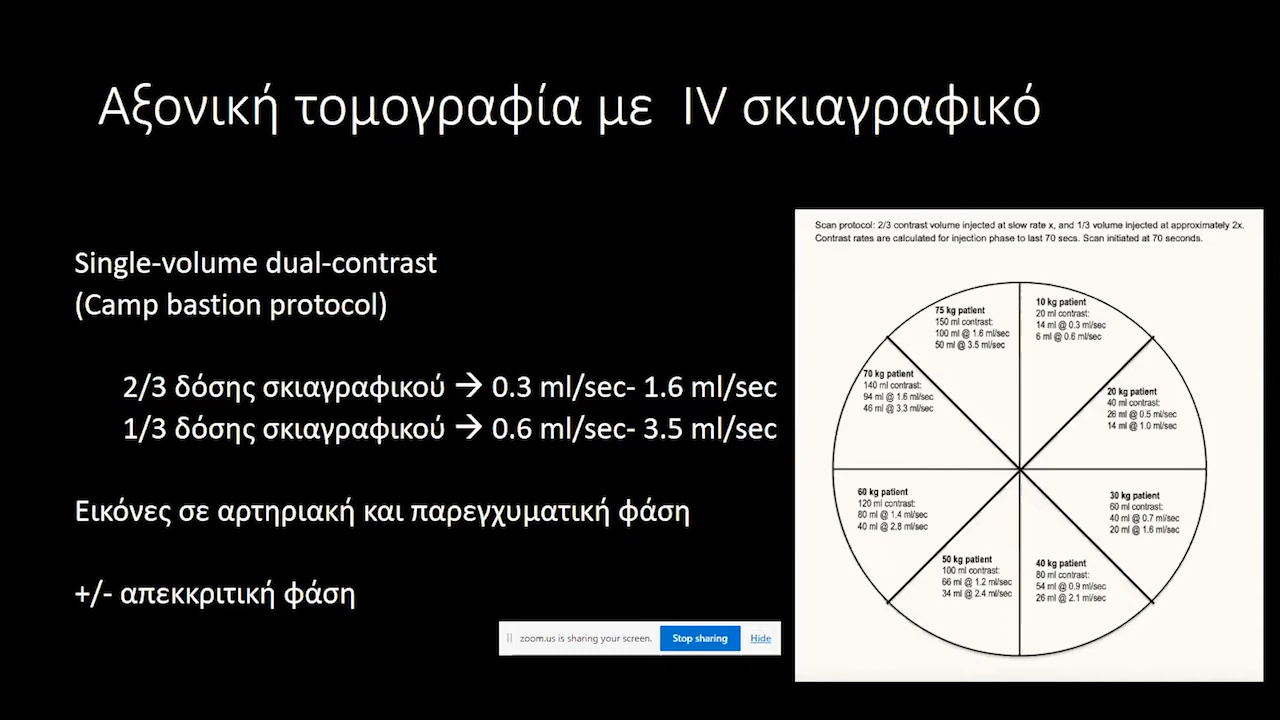 Αξονική τομογραφία με IV σκιαγραφικό
Single-volume dual-contrast
(Camp bastion protocol)
2/3 δόσης σκιαγραφικού → 0.3 ml/sec- 1.6 ml/sec
1/3 δόσης σκιαγραφικού → 0.6 ml/sec- 3.5 ml/sec
Εικόνες σε αρτηριακή και παρεγχυματική φάση
+/- απεκκριτική φάση
Scan protocol: 2/3 contrast volume injected at slow rate x, and 1/3 volume injected at approximately 2x.
Contrast rates are calculated for injection phase to last 70 secs. Scan initiated at 70 seconds.
10 kg patient
20 ml contrast:
14 ml @ 0.3 ml/sec
6 ml @ 0.6 ml/sec
20 kg patient
40 ml contrast:
26 ml @ 0.5 ml/sec
14 ml @ 1.0 ml/sec
30 kg patient
60 ml contrast:
40 ml @ 0.7 ml/sec
20 ml @ 1.6 ml/sec
40 kg patient
80 ml contrast:
54 ml @ 0.9 ml/sec
26 ml @ 2.1 ml/sec
50 kg patient
100 ml contrast:
66 ml @ 1.2 ml/sec
34 ml @ 2.4 ml/sec
60 kg patient
120 ml contrast:
80 ml @ 1.4 ml/sec
40 ml @ 2.8 ml/sec
70 kg patient
140 ml contrast:
94 ml @ 1.6 ml/sec
46 ml @ 3.3 ml/sec
75 kg patient
150 ml contrast:
100 ml @ 1.6 ml/sec
50 ml @ 3.5 ml/sec
zoom.us is sharing your screen. Stop sharing Hide